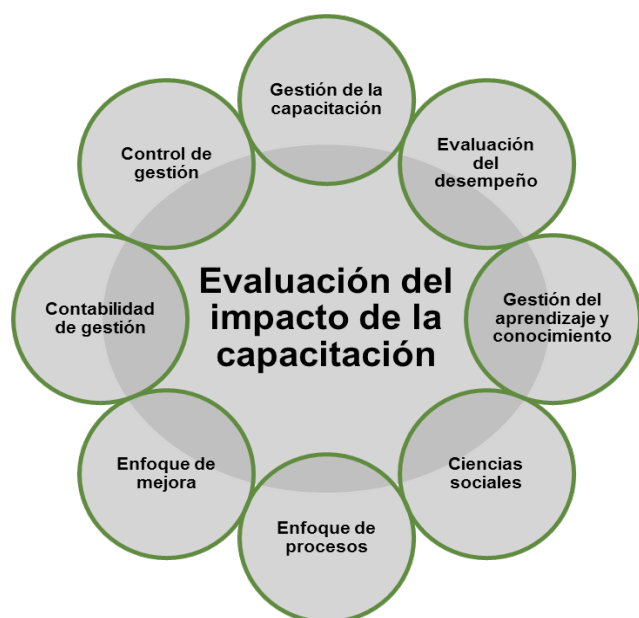 Gestión de la
capacitación
Evaluación
del
desempeño
Gestión del
aprendizaje y
conocimiento
Ciencias
sociales
Enfoque de
procesos
Enfoque de
mejora
Contabilidad
de gestión
Control de
gestión
Evaluación del
impacto de la
capacitación